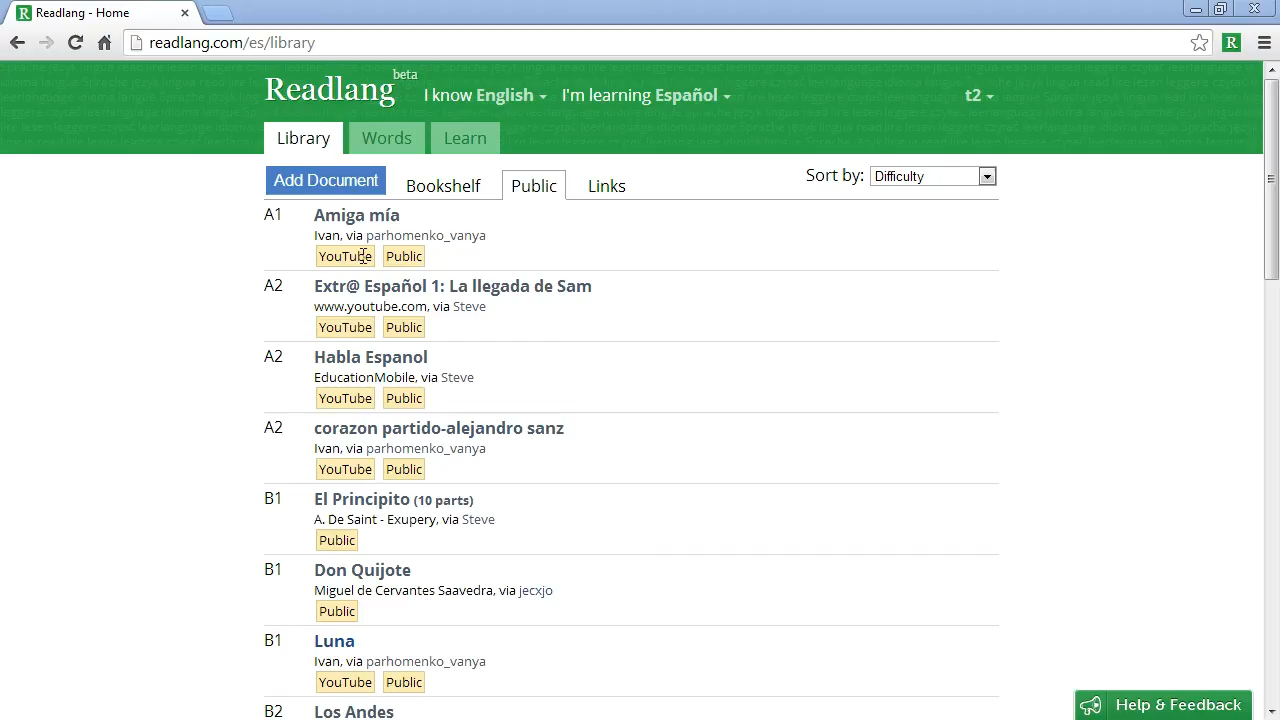 Readlang - Home
readlang.com/es/library
R
Readlang beta
I know English
I'm learning Español
t2
Library
Words
Learn
Add Document
Bookshelf
Public
Links
Sort by:
Difficulty
A1 Amiga mía
Ivan, via parhomenko_vanya
YouTube Public
A2 Extr@ Español 1: La llegada de Sam
www.youtube.com, via Steve
YouTube Public
A2 Habla Espanol
EducationMobile, via Steve
YouTube Public
A2 corazon partido-alejandro sanz
Ivan, via parhomenko_vanya
YouTube Public
B1 El Principito (10 parts)
A. De Saint - Exupery, via Steve
Public
B1 Don Quijote
Miguel de Cervantes Saavedra, via jecxjo
Public
B1 Luna
Ivan, via parhomenko_vanya
YouTube Public
B2 Los Andes
Help & Feedback